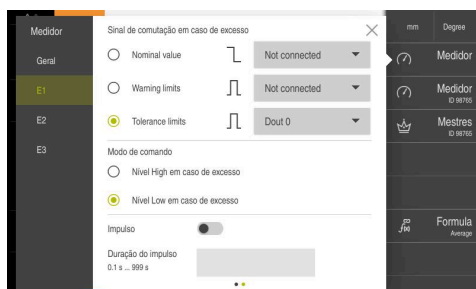 Medidor
Geral
E1
E2
E3
Sinal de comutação em caso de excesso
Nominal value
Not connected
Warning limits
Not connected
Tolerance limits
Dout 0
Modo de comando
Nível High em caso de excesso
Nível Low em caso de excesso
Impulso
Duração do impulso
0.1 s ... 999 s
mm
Degree
Medidor
Medidor
ID 98765
Mestres
ID 98765
Formula
Average